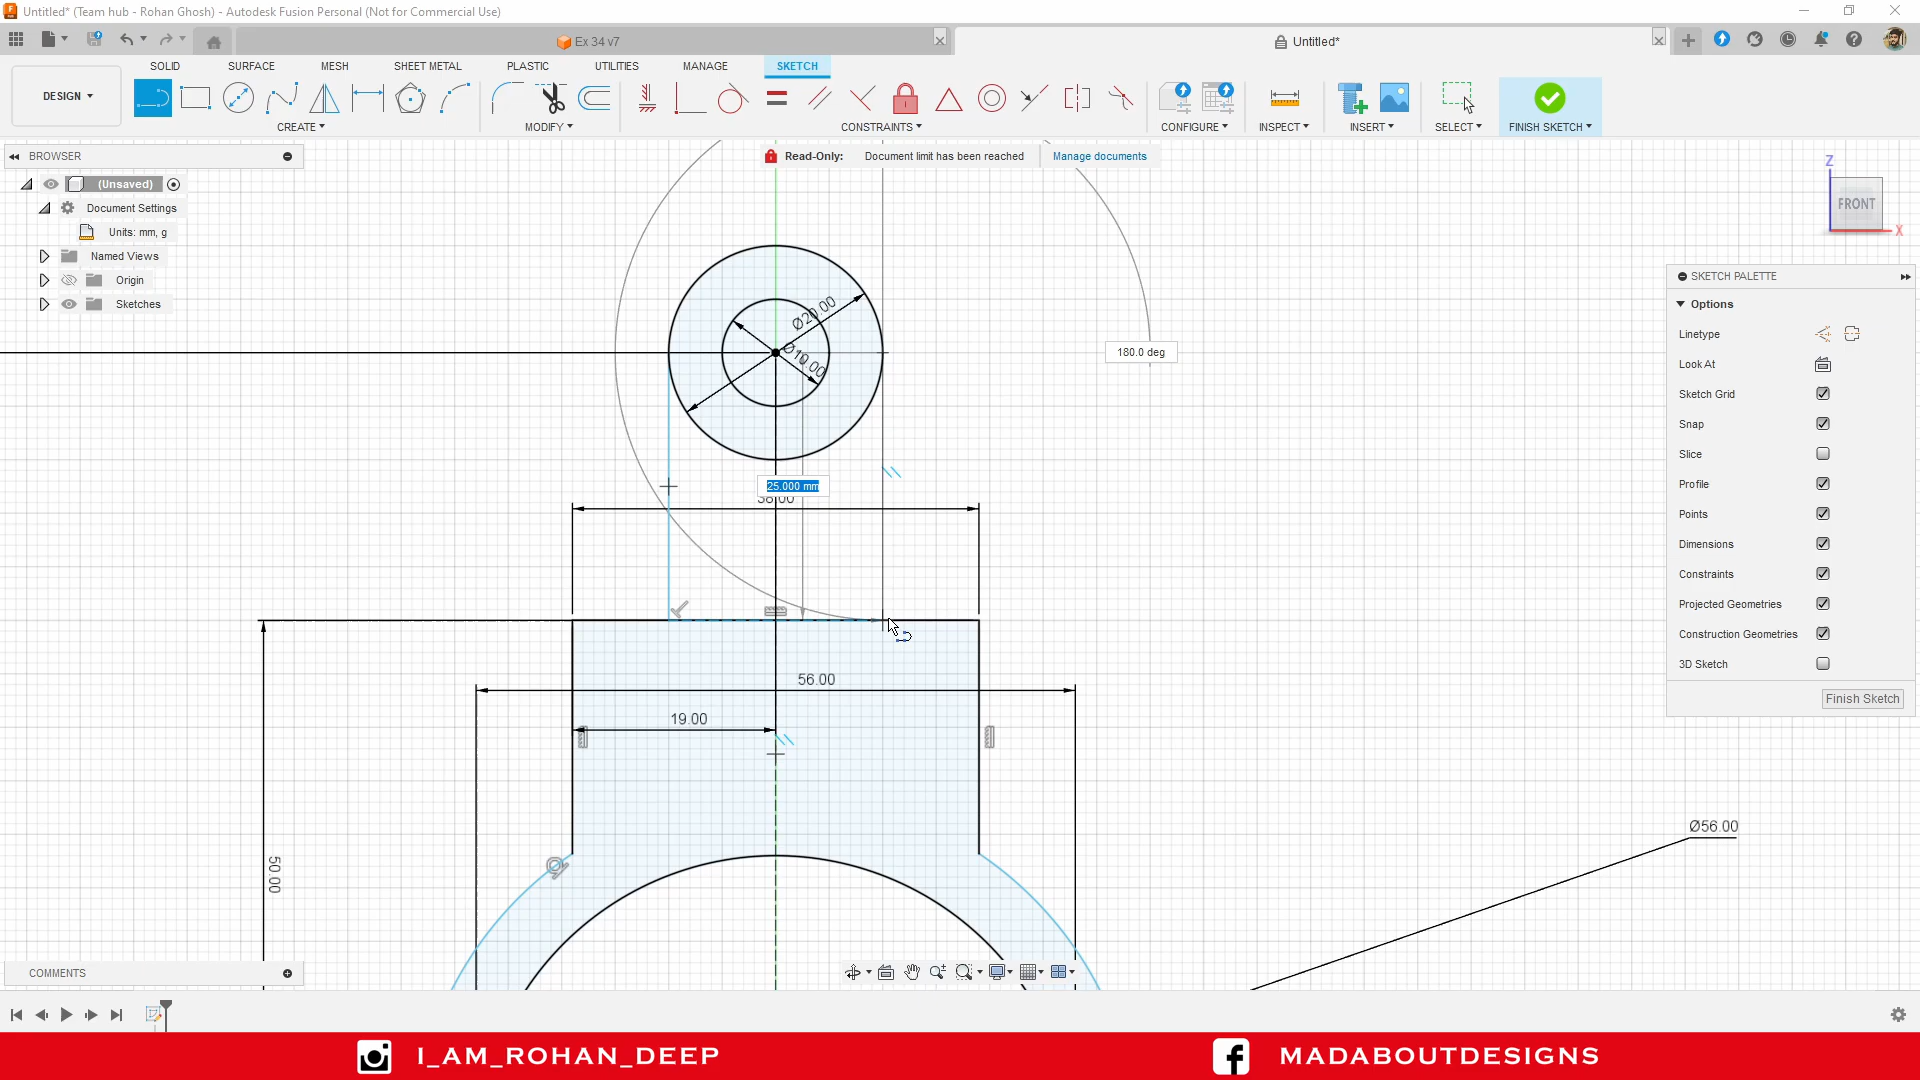 Untitled* (Team hub - Rohan Ghosh) - Autodesk Fusion Personal (Not for Commercial Use)
Ex 34 v7
Untitled*
DESIGN
SOLID
SURFACE
MESH
SHEET METAL
PLASTIC
UTILITIES
MANAGE
SKETCH
CREATE
MODIFY
CONSTRAINTS
CONFIGURE
INSPECT
INSERT
SELECT
FINISH SKETCH
BROWSER
Read-Only: Document limit has been reached Manage documents
(Unsaved)
Document Settings
Units: mm, g
Named Views
Origin
Sketches
Z
FRONT
X
SKETCH PALETTE
Options
Linetype
Look At
Sketch Grid
Snap
Slice
Profile
Points
Dimensions
Constraints
Projected Geometries
Construction Geometries
3D Sketch
Finish Sketch
Ø20.00
Ø10.00
180.0 deg
25.000 mm
38.00
56.00
19.00
50.00
Ø56.00
COMMENTS
I_AM_ROHAN_DEEP
MADABOUTDESIGNS